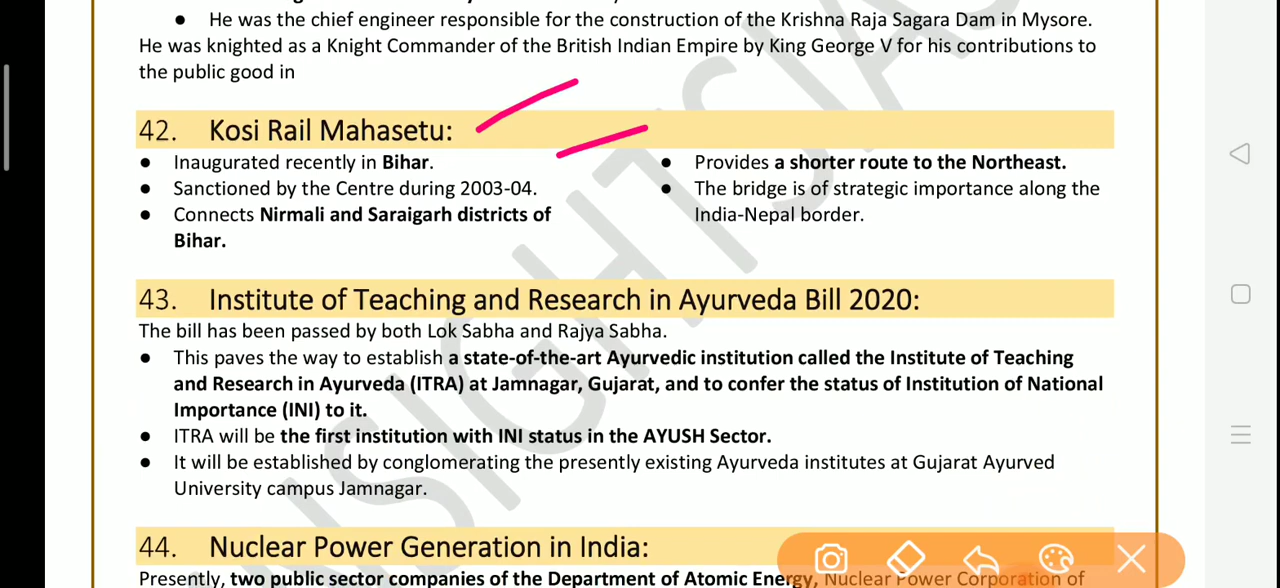 ● He was the chief engineer responsible for the construction of the Krishna Raja Sagara Dam in Mysore.
He was knighted as a Knight Commander of the British Indian Empire by King George V for his contributions to
the public good in
42. Kosi Rail Mahasetu:
● Inaugurated recently in Bihar.
● Sanctioned by the Centre during 2003-04.
● Connects Nirmali and Saraigarh districts of
Bihar.
● Provides a shorter route to the Northeast.
● The bridge is of strategic importance along the
India-Nepal border.
43. Institute of Teaching and Research in Ayurveda Bill 2020:
The bill has been passed by both Lok Sabha and Rajya Sabha.
● This paves the way to establish a state-of-the-art Ayurvedic institution called the Institute of Teaching
and Research in Ayurveda (ITRA) at Jamnagar, Gujarat, and to confer the status of Institution of National
Importance (INI) to it.
● ITRA will be the first institution with INI status in the AYUSH Sector.
● It will be established by conglomerating the presently existing Ayurveda institutes at Gujarat Ayurved
University campus Jamnagar.
44. Nuclear Power Generation in India:
Presently, two public sector companies of the Department of Atomic Energy, Nuclear Power Corporation of